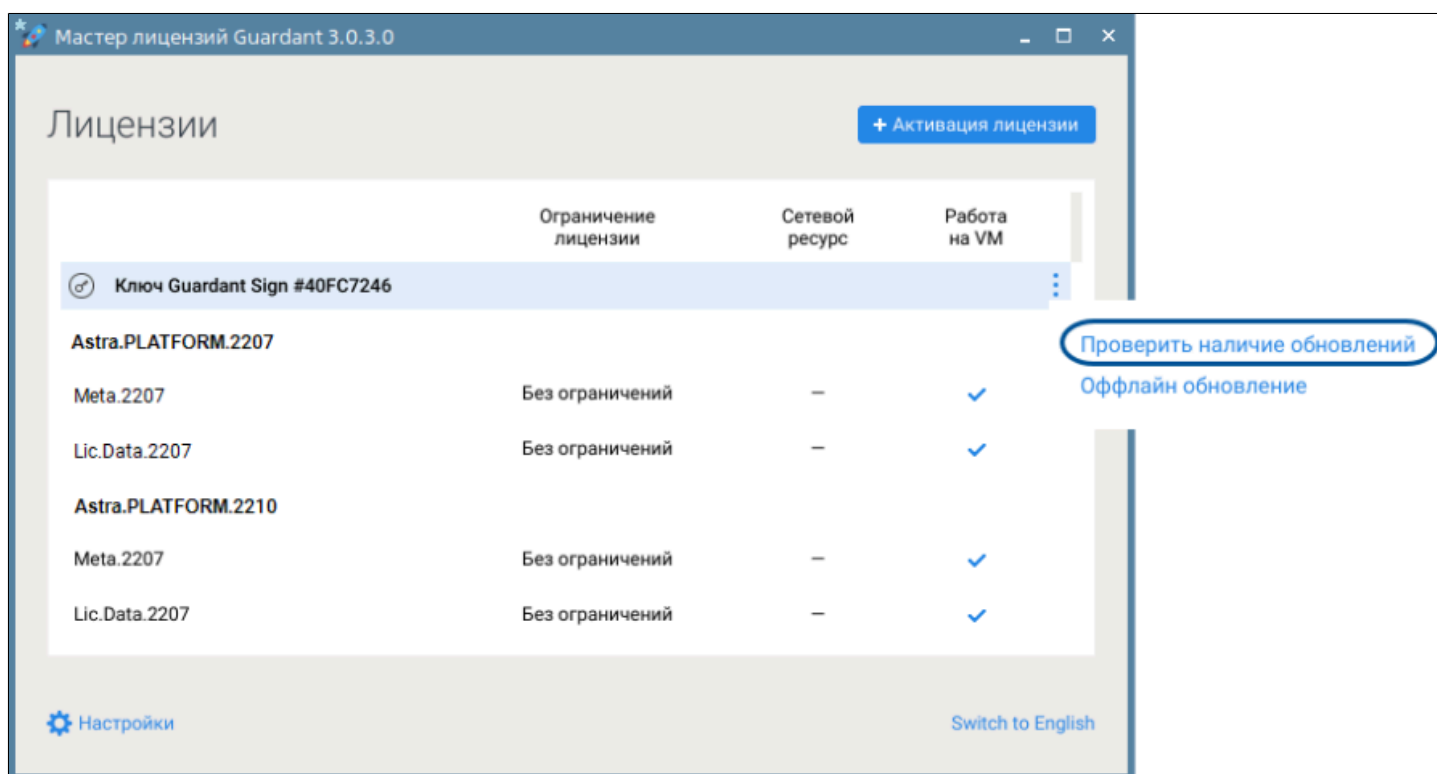 Мастер лицензий Guardant 3.0.3.0
Лицензии
+ Активация лицензии
Ограничение лицензии
Сетевой ресурс
Работа на VM
Ключ Guardant Sign #40FC7246
Astra.PLATFORM.2207
Проверить наличие обновлений
Оффлайн обновление
Meta.2207 Без ограничений –
Lic.Data.2207 Без ограничений –
Astra.PLATFORM.2210
Meta.2207 Без ограничений –
Lic.Data.2207 Без ограничений –
Настройки
Switch to English